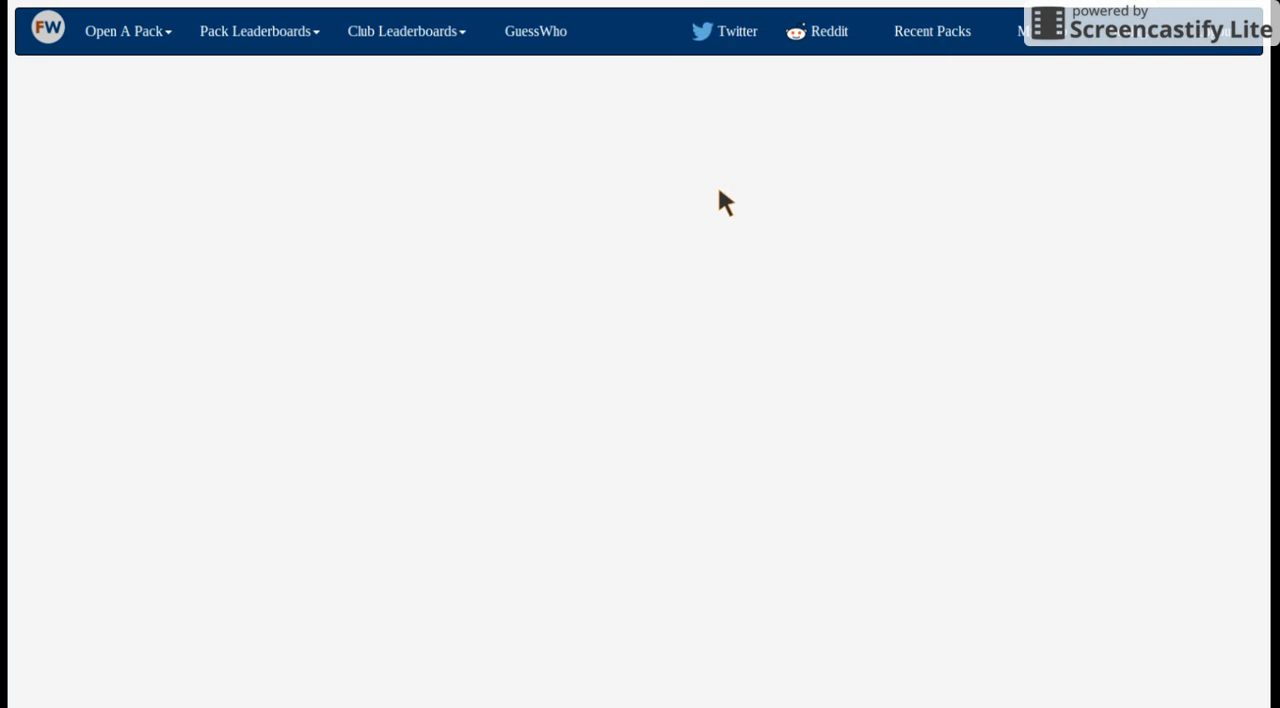 FW Open A Pack Pack Leaderboards Club Leaderboards GuessWho Twitter Reddit Recent Packs
powered by
Screencastify Lite